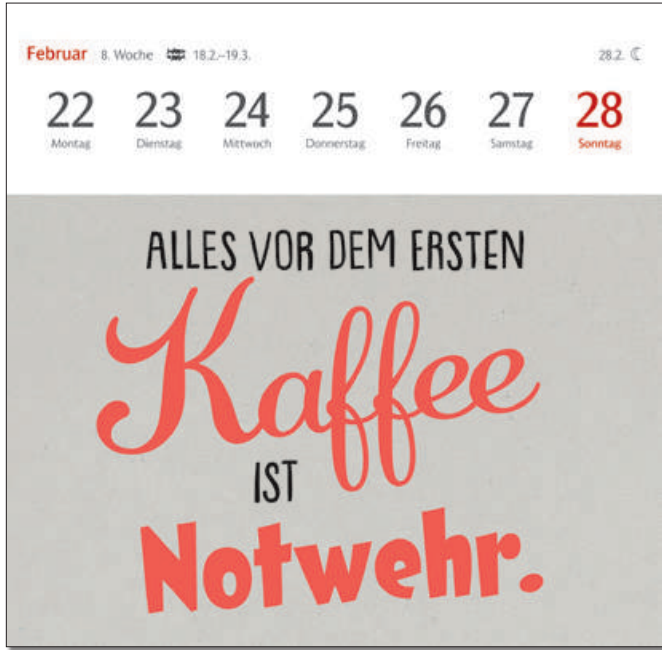 Februar 8. Woche 18.2.–19.3. 28.2.
22 23 24 25 26 27 28
Montag Dienstag Mittwoch Donnerstag Freitag Samstag Sonntag
ALLES VOR DEM ERSTEN
Kaffee
IST
Notwehr.